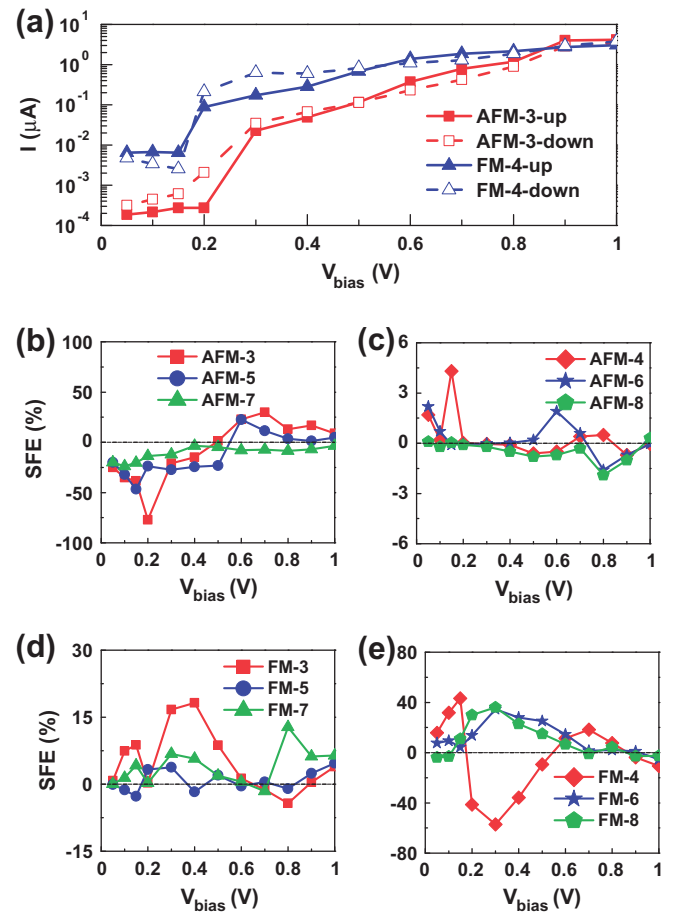 (a)
I (μA)
10¹
10⁰
10⁻¹
10⁻²
10⁻³
10⁻⁴
AFM-3-up
AFM-3-down
FM-4-up
FM-4-down
0 0.2 0.4 0.6 0.8 1
V_bias (V)
(b)
SFE (%)
100
50
0
-50
-100
AFM-3
AFM-5
AFM-7
0 0.2 0.4 0.6 0.8 1
V_bias (V)
(c)
6
3
0
-3
-6
AFM-4
AFM-6
AFM-8
0 0.2 0.4 0.6 0.8 1
V_bias (V)
(d)
SFE (%)
30
15
0
-15
FM-3
FM-5
FM-7
0 0.2 0.4 0.6 0.8 1
V_bias (V)
(e)
80
40
0
-40
-80
FM-4
FM-6
FM-8
0 0.2 0.4 0.6 0.8 1
V_bias (V)